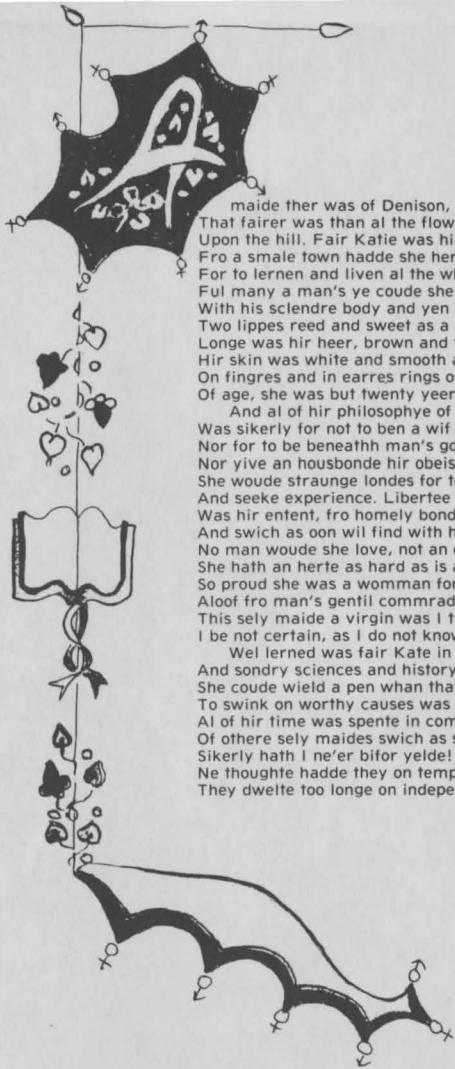 A
maide ther was of Denison,
That fairer was than al the flow
Upon the hill. Fair Katie was hi
Fro a smale town hadde she her
For to lernen and liven al the wh
Ful many a man's ye coude she
With his sclendre body and yen
Two lippes reed and sweet as a
Longe was hir heer, brown and
Hir skin was white and smooth a
On fingres and in earres rings o
Of age, she was but twenty yeer
And al of hir philosophye of
Was sikerly for not to ben a wif
Nor for to be beneathh man's go
Nor yive an housbonde hir obeis
She woude straunge londes for t
And seeke experience. Libertee
Was hir entent, fro homely bond
And swich as oon wil find with h
No man woude she love, not an
She hath an herte as hard as is a
So proud she was a womman for
Aloof fro man's gentil commrad
This sely maide a virgin was I t
I be not certain, as I do not know
Wel lerned was fair Kate in
And sondry sciences and history
She coude wield a pen whan tha
To swink on worthy causes was
Al of hir time was spente in com
Of othere sely maides swich as s
Sikerly hath I ne'er bifor yelde!
Ne thoughte hadde they on temp
They dwelte too longe on indepe